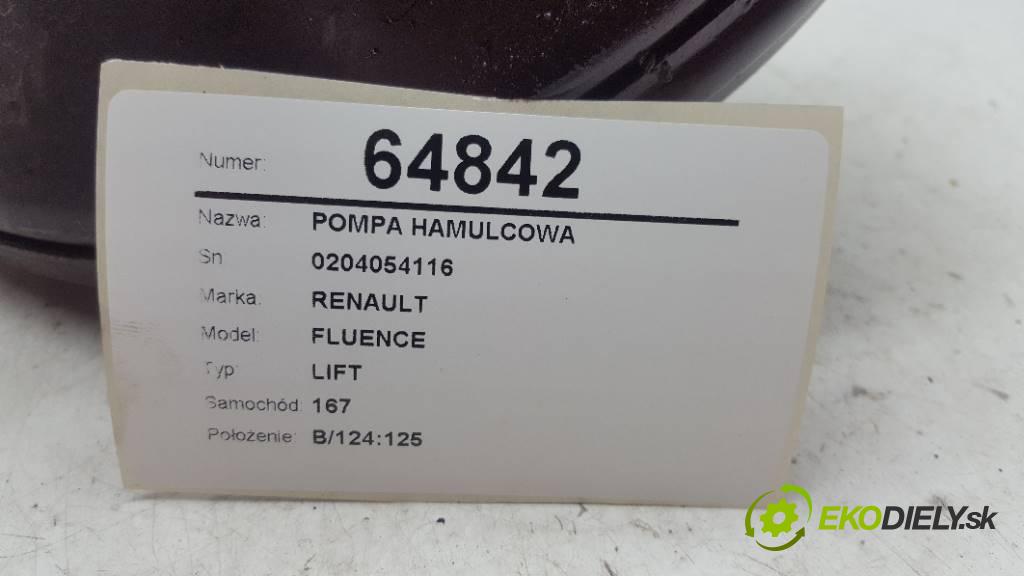 Numer: 64842
Nazwa: POMPA HAMULCOWA
Sn 0204054116
Marka: RENAULT
Model: FLUENCE
Typ: LIFT
Samochód: 167
Położenie: B/124:125
EKODIELY.sk